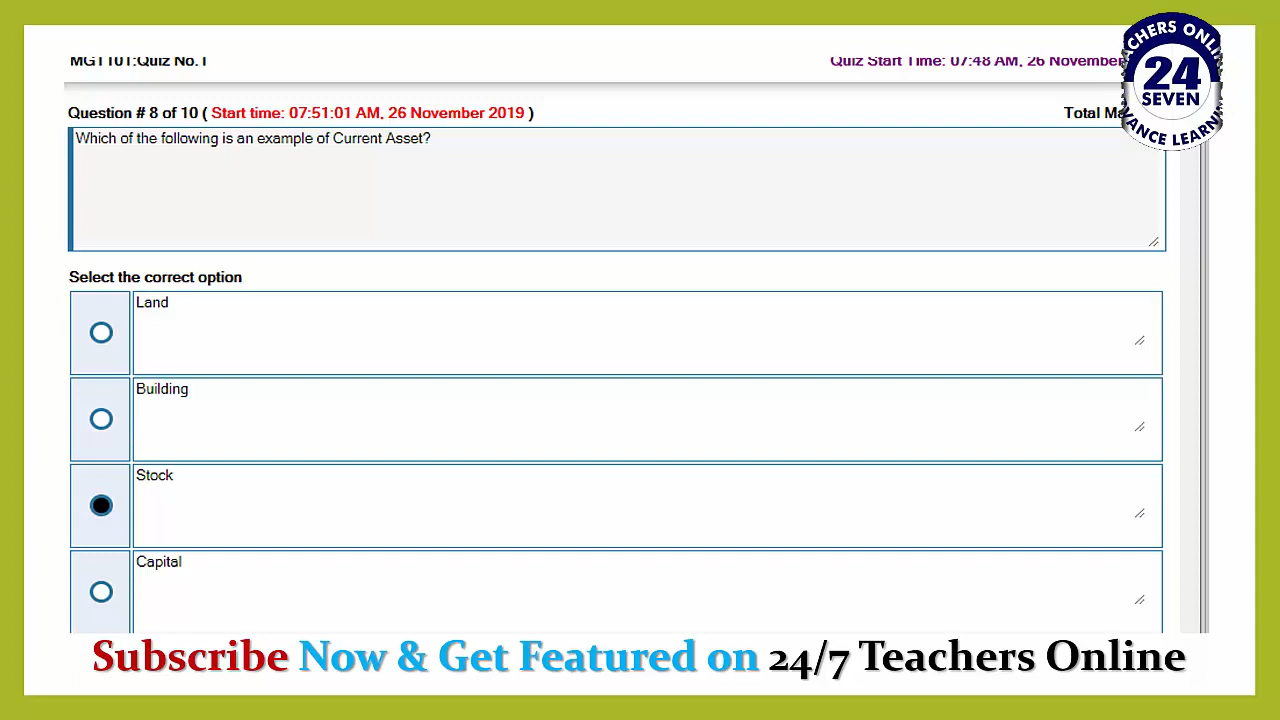 MGT101:Quiz No.1
Quiz Start Time: 07:48 AM, 26 November
Question # 8 of 10 ( Start time: 07:51:01 AM, 26 November 2019 )
Total
Which of the following is an example of Current Asset?
Select the correct option
Land
Building
Stock
Capital
24
SEVEN
Subscribe Now & Get Featured on 24/7 Teachers Online